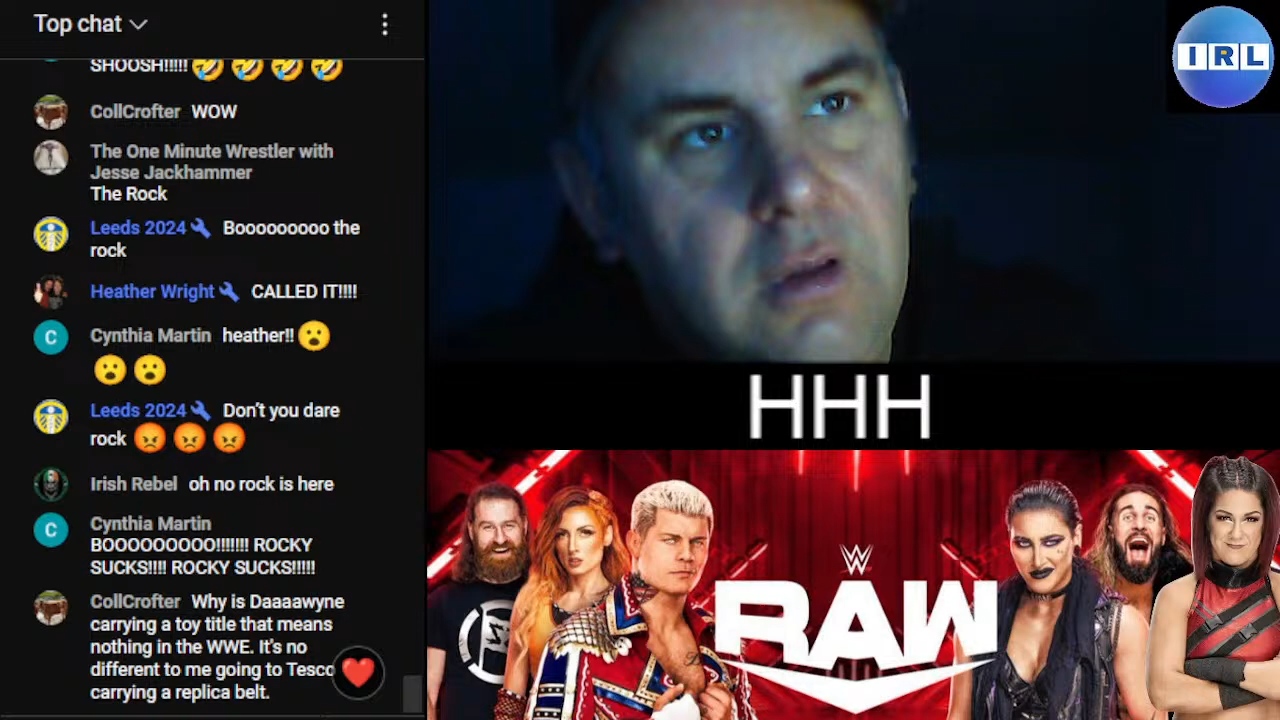 Top chat
SHOOSH!!!!!
CollCrofter WOW
The One Minute Wrestler with
Jesse Jackhammer
The Rock
Leeds 2024 Booooooooo the
rock
Heather Wright CALLED IT!!!!
C
Cynthia Martin heather!!
Leeds 2024 Don't you dare
rock
Irish Rebel oh no rock is here
C
Cynthia Martin
BOOOOOOOOO!!!!!!! ROCKY
SUCKS!!!! ROCKY SUCKS!!!!!
CollCrofter Why is Daaaawyne
carrying a toy title that means
nothing in the WWE. It's no
different to me going to Tesco
carrying a replica belt.
IRL
HHH
W
RAW